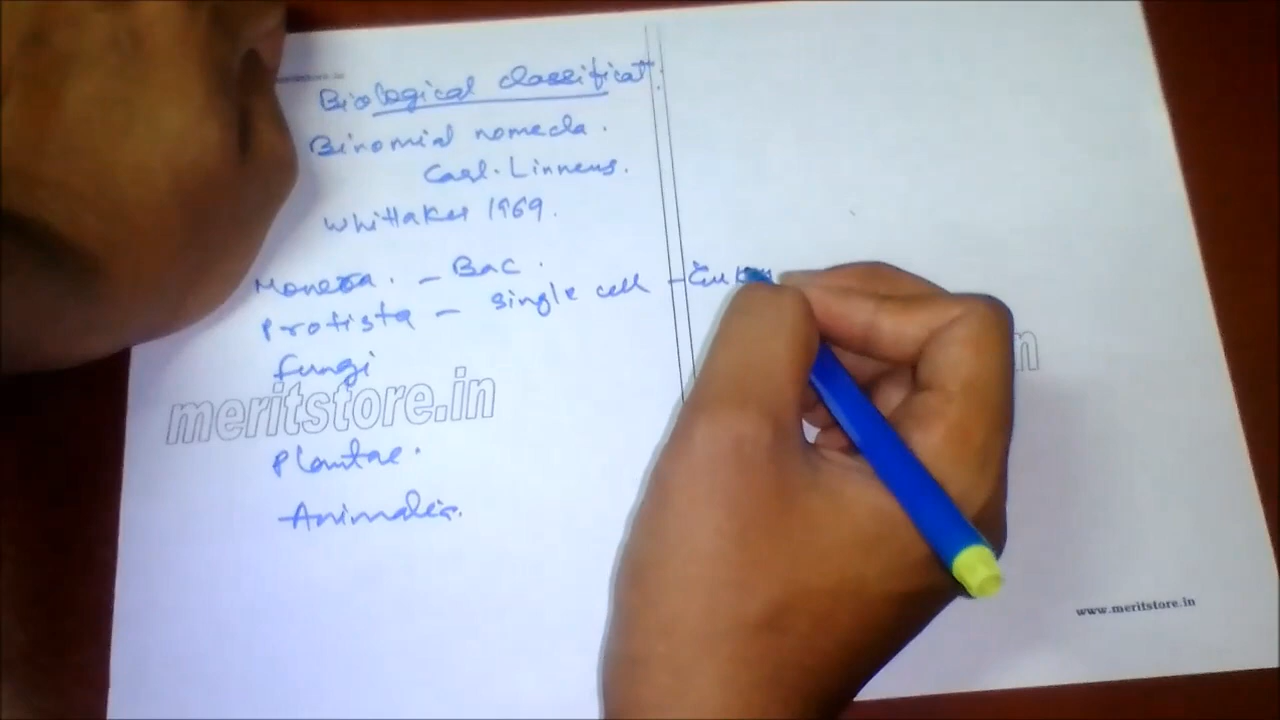 Biological classificat.
Binomial nomecla.
Carl. Linneus.
Whittaker 1969.
Monera. - Bac.
Protista - Single cell - Euk
fungi
meritstore.in
Plantae.
Animalia.
www.meritstore.in